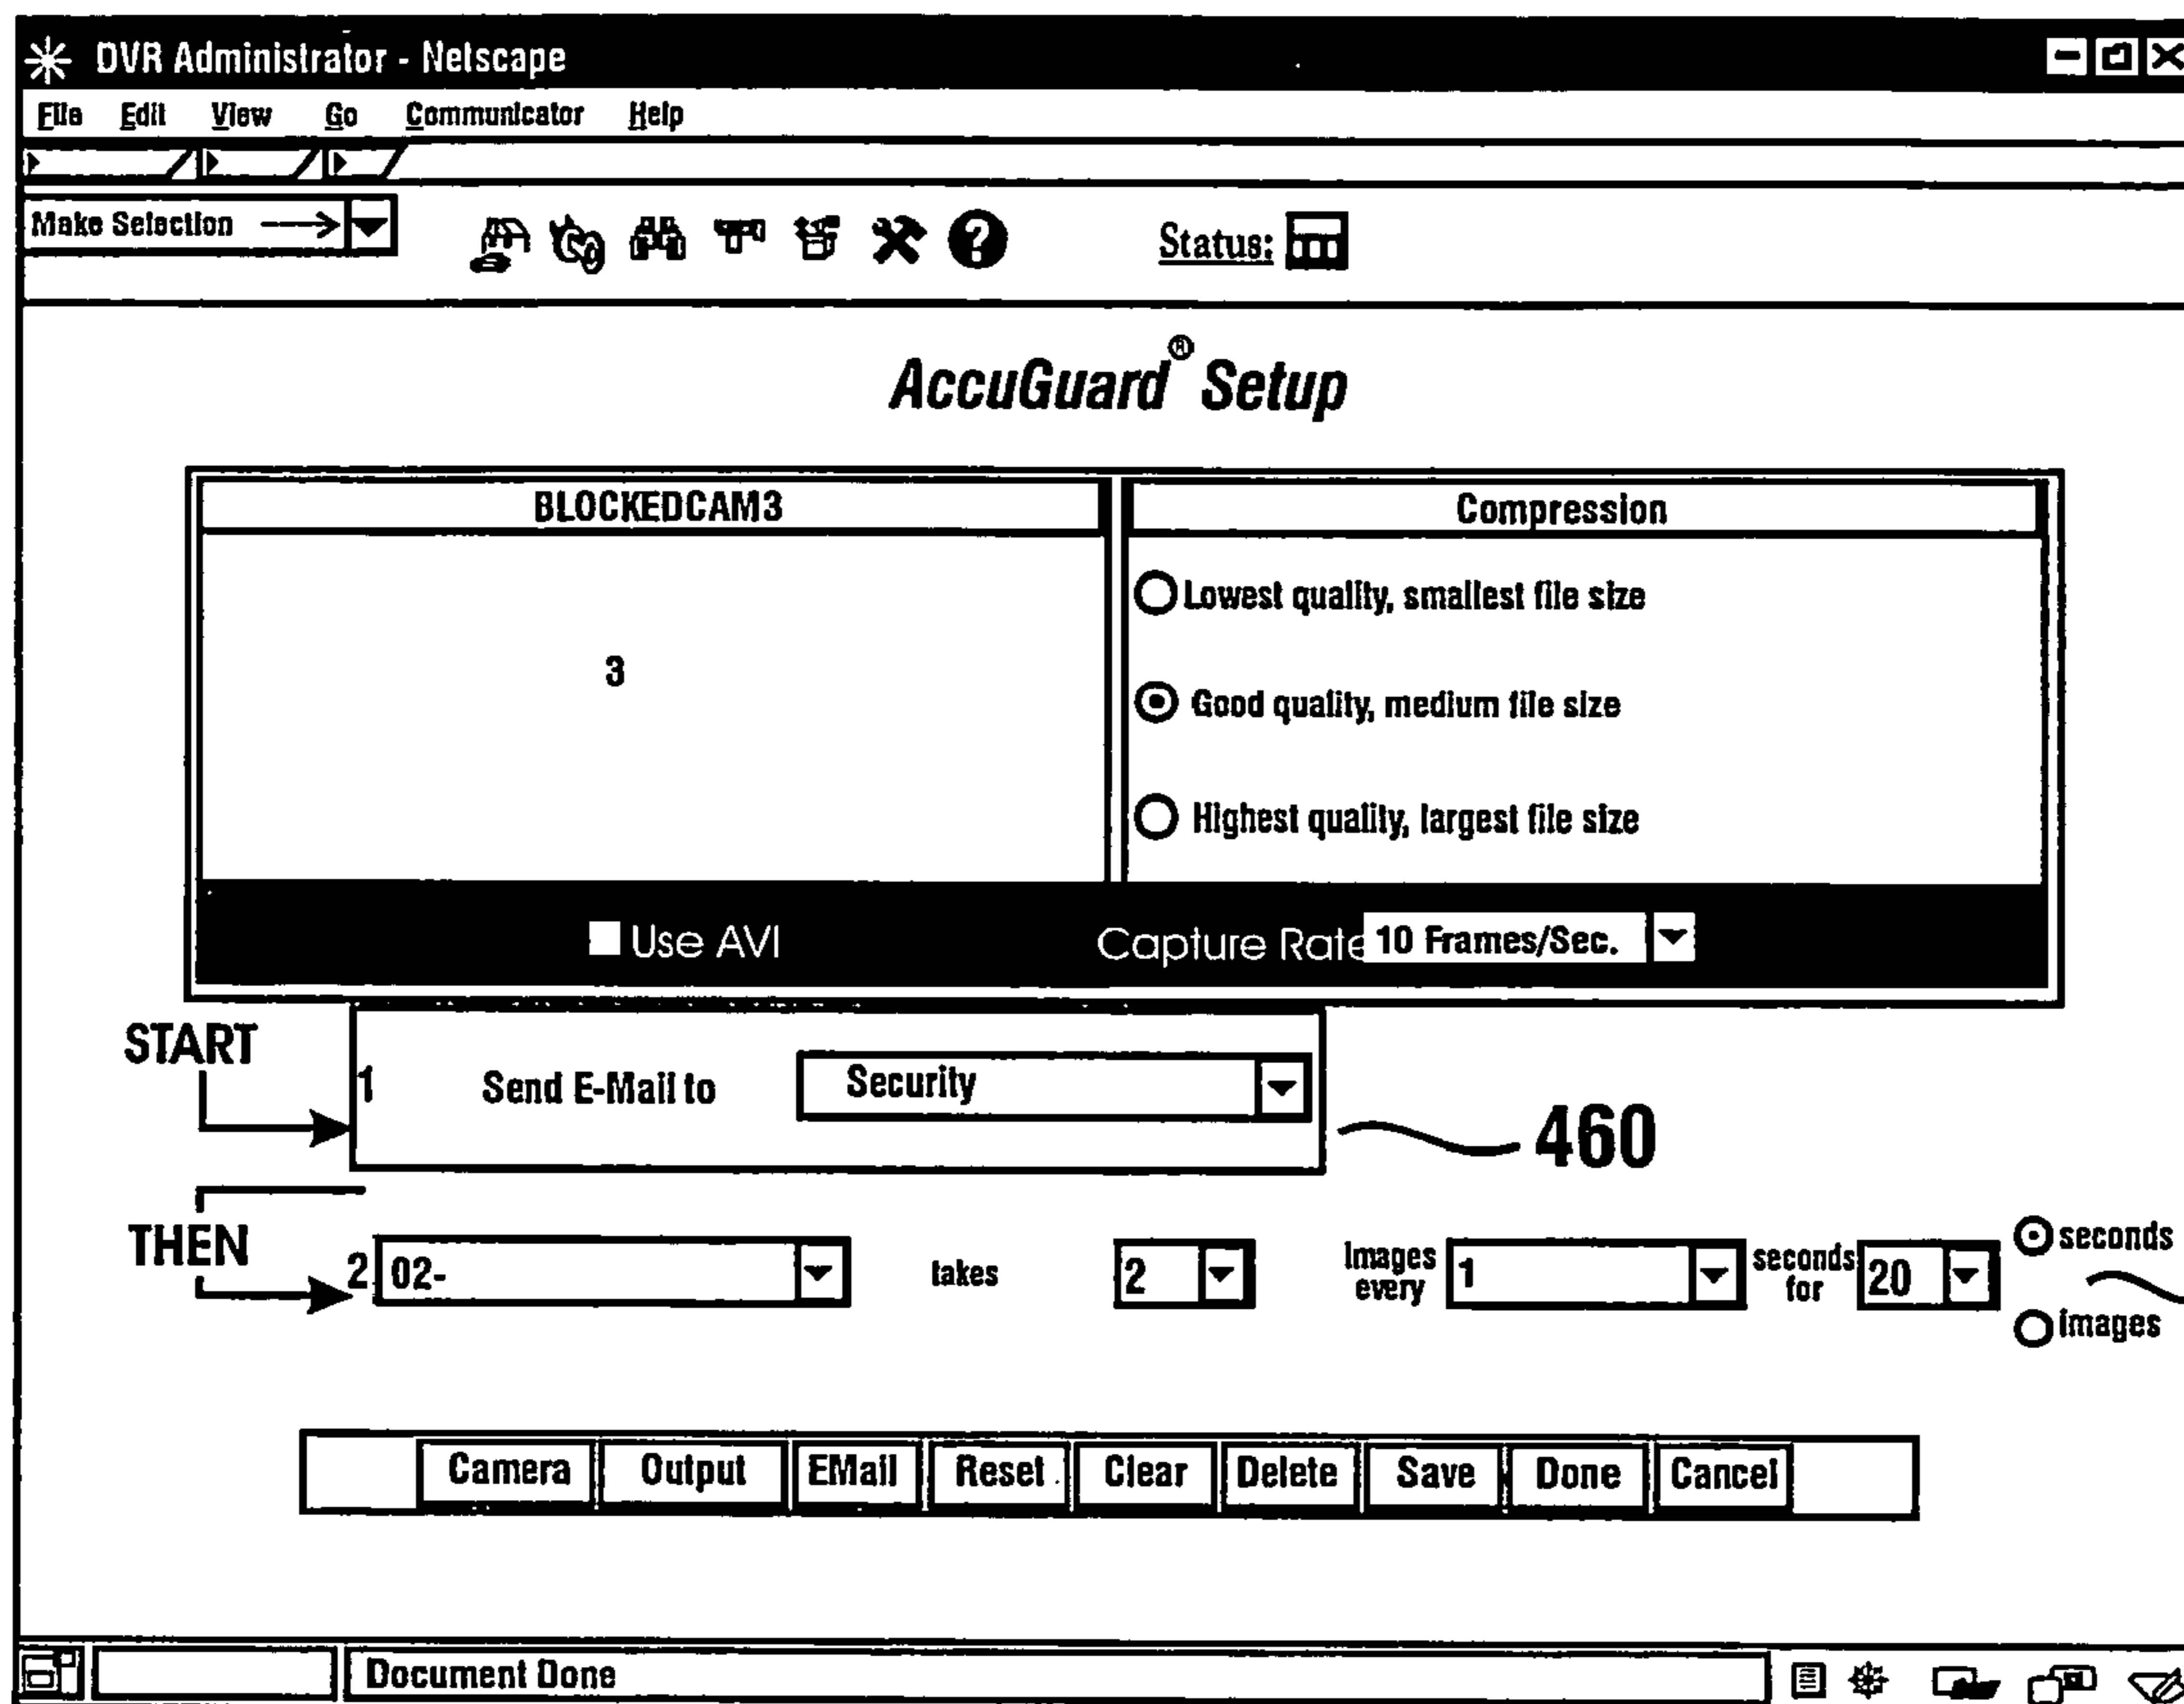 DVR Administrator - Netscape
File Edit View Go Communicator Help
Make Selection
? Status:
AccuGuard® Setup
BLOCKEDCAM3 Compression
Lowest quality, smallest file size
3
Good quality, medium file size
Highest quality, largest file size
Use AVI Capture Rate 10 Frames/Sec.
START
1 Send E-Mail to Security
460
THEN
2 02- takes 2 Images every 1 seconds for 20 seconds
images
Camera Output EMail Reset Clear Delete Save Done Cancel
Document Done